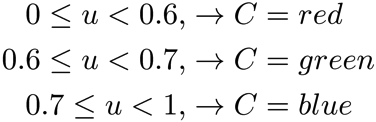 0 ≤ u < 0.6, → C = red
0.6 ≤ u < 0.7, → C = green
0.7 ≤ u < 1, → C = blue